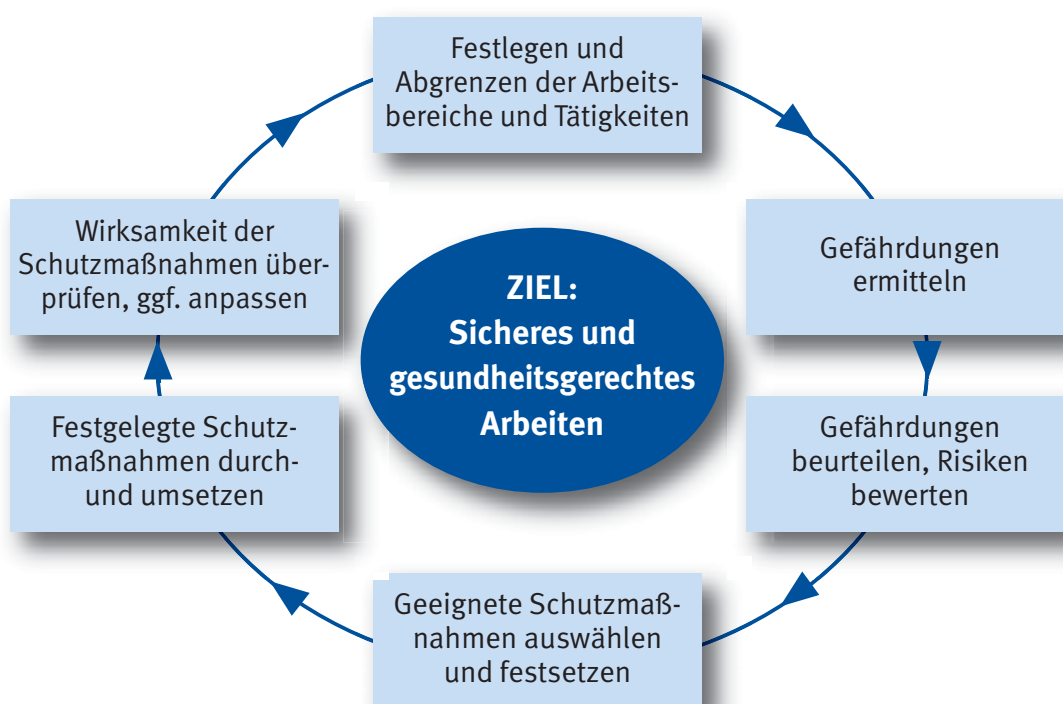 Festlegen und
Abgrenzen der Arbeits-
bereiche und Tätigkeiten
Gefährdungen
ermitteln
Gefährdungen
beurteilen, Risiken
bewerten
Geeignete Schutzmaß-
nahmen auswählen
und festsetzen
Festgelegte Schutz-
maßnahmen durch-
und umsetzen
Wirksamkeit der
Schutzmaßnahmen über-
prüfen, ggf. anpassen
ZIEL:
Sicheres und
gesundheitsgerechtes
Arbeiten